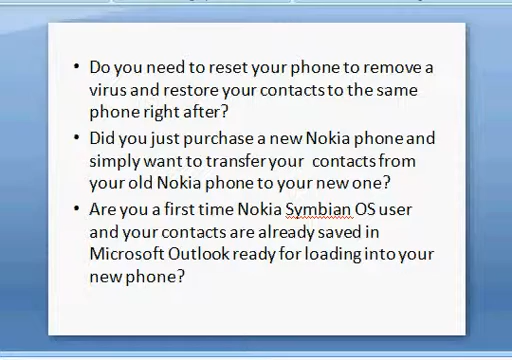 • Do you need to reset your phone to remove a
virus and restore your contacts to the same
phone right after?
• Did you just purchase a new Nokia phone and
simply want to transfer your contacts from
your old Nokia phone to your new one?
• Are you a first time Nokia Symbian OS user
and your contacts are already saved in
Microsoft Outlook ready for loading into your
new phone?